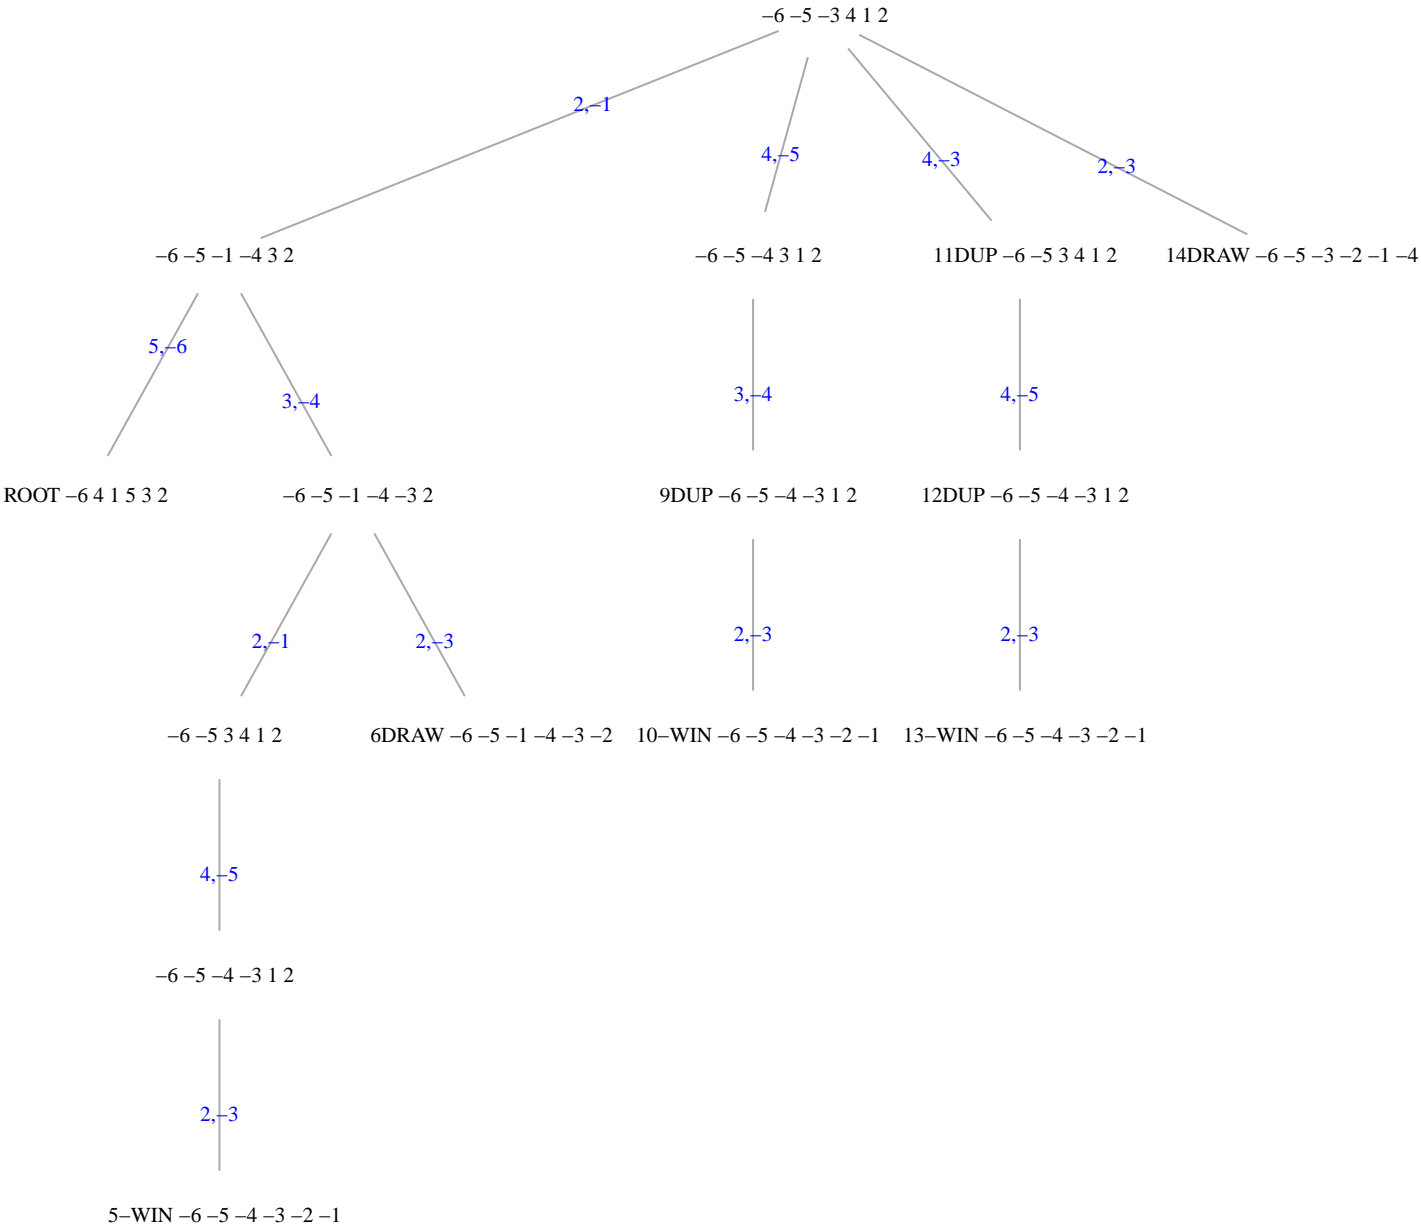 −6 −5 −3 4 1 2
2,−1
4,−5
4,−3
2,−3
−6 −5 −1 −4 3 2
−6 −5 −4 3 1 2
11DUP −6 −5 3 4 1 2
14DRAW −6 −5 −3 −2 −1 −4
5,−6
3,−4
3,−4
4,−5
ROOT −6 4 1 5 3 2
−6 −5 −1 −4 −3 2
9DUP −6 −5 −4 −3 1 2
12DUP −6 −5 −4 −3 1 2
2,−1
2,−3
2,−3
2,−3
−6 −5 3 4 1 2
6DRAW −6 −5 −1 −4 −3 −2
10−WIN −6 −5 −4 −3 −2 −1
13−WIN −6 −5 −4 −3 −2 −1
4,−5
−6 −5 −4 −3 1 2
2,−3
5−WIN −6 −5 −4 −3 −2 −1